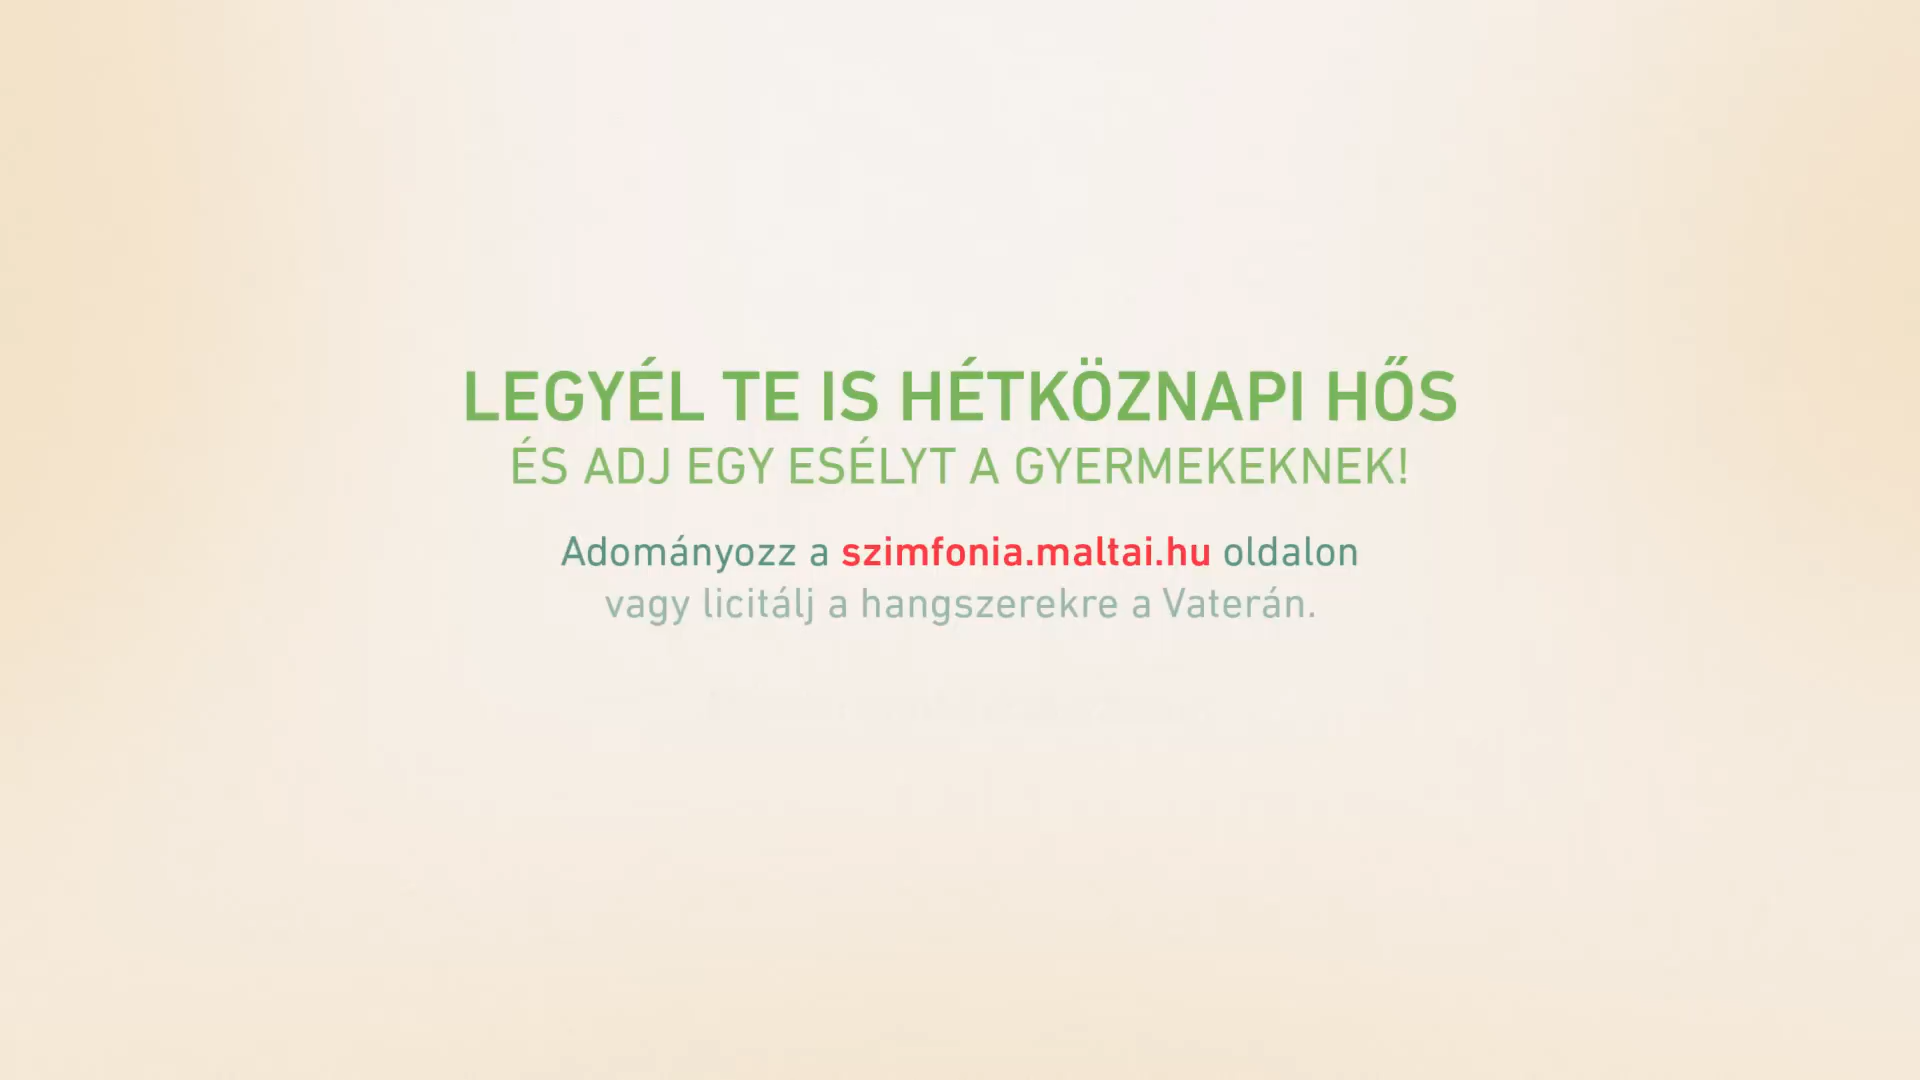 LEGYÉL TE IS HÉTKÖZNAPI HŐS
ÉS ADJ EGY ESÉLYT A GYERMEKEKNEK!
Adományozz a szimfonia.maltai.hu oldalon
vagy licitálj a hangszerekre a Vaterán.